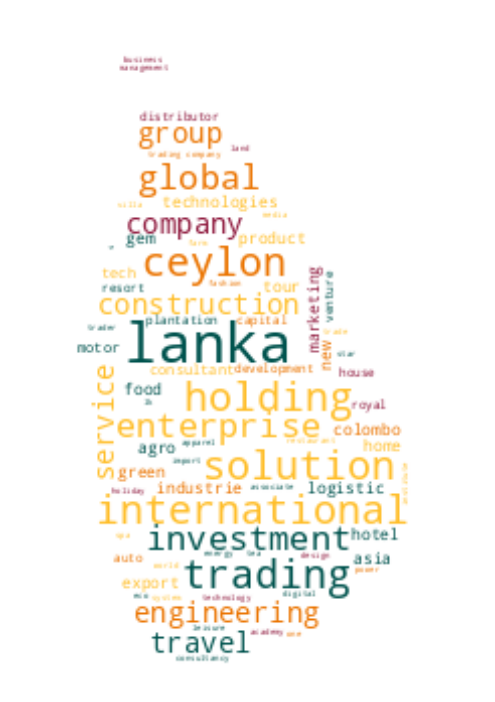 business
management
distributor
group
trading company
land
global
villa
technologies
media
company
gem
farm
product
ceylon
tech
fashion
resort
tour
construction
marketing
venture
plantation
capital
trader
lanka
new
trade
motor
star
consultant
development
house
service
food
holding
royal
enterprise
colombo
agro
apparel
restaurant
home
import
solution
green
industrie
associate
logistic
holiday
international
spa
investment
hotel
energy
tea
design
asia
auto
world
trading
power
export
eco
system
technology
digital
engineering
leisure
academy
one
travel
consultancy